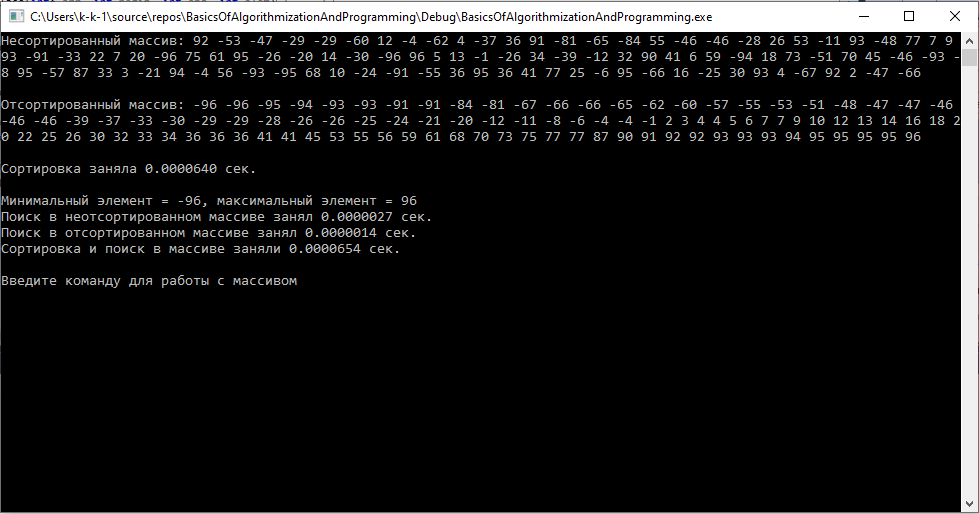 C:\Users\k-k-1\source\repos\BasicsOfAlgorithmizationAndProgramming\Debug\BasicsOfAlgorithmizationAndProgramming.exe
Несортированный массив: 92 -53 -47 -29 -29 -60 12 -4 -62 4 -37 36 91 -81 -65 -84 55 -46 -46 -28 26 53 -11 93 -48 77 7 9
93 -91 -33 22 7 20 -96 75 61 95 -26 -20 14 -30 -96 96 5 13 -1 -26 34 -39 -12 32 90 41 6 59 -94 18 73 -51 70 45 -46 -93 -
8 95 -57 87 33 3 -21 94 -4 56 -93 -95 68 10 -24 -91 -55 36 95 36 41 77 25 -6 95 -66 16 -25 30 93 4 -67 92 2 -47 -66
Отсортированный массив: -96 -96 -95 -94 -93 -93 -91 -91 -84 -81 -67 -66 -66 -65 -62 -60 -57 -55 -53 -51 -48 -47 -47 -46
-46 -46 -39 -37 -33 -30 -29 -29 -28 -26 -26 -25 -24 -21 -20 -12 -11 -8 -6 -4 -4 -1 2 3 4 4 5 6 7 7 9 10 12 13 14 16 18 2
0 22 25 26 30 32 33 34 36 36 36 41 41 45 53 55 56 59 61 68 70 73 75 77 77 87 90 91 92 92 93 93 93 94 95 95 95 95 96
Сортировка заняла 0.0000640 сек.
Минимальный элемент = -96, максимальный элемент = 96
Поиск в неотсортированном массиве занял 0.0000027 сек.
Поиск в отсортированном массиве занял 0.0000014 сек.
Сортировка и поиск в массиве заняли 0.0000654 сек.
Введите команду для работы с массивом